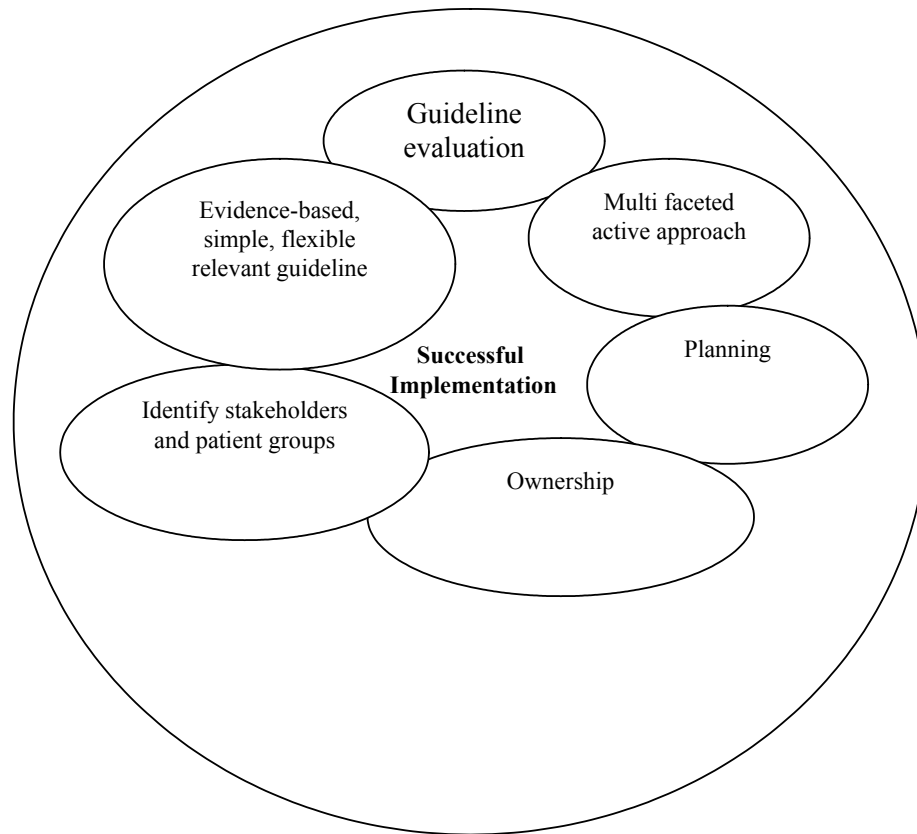 Guideline
evaluation
Evidence-based,
simple, flexible
relevant guideline
Multi faceted
active approach
Successful
Implementation
Planning
Identify stakeholders
and patient groups
Ownership